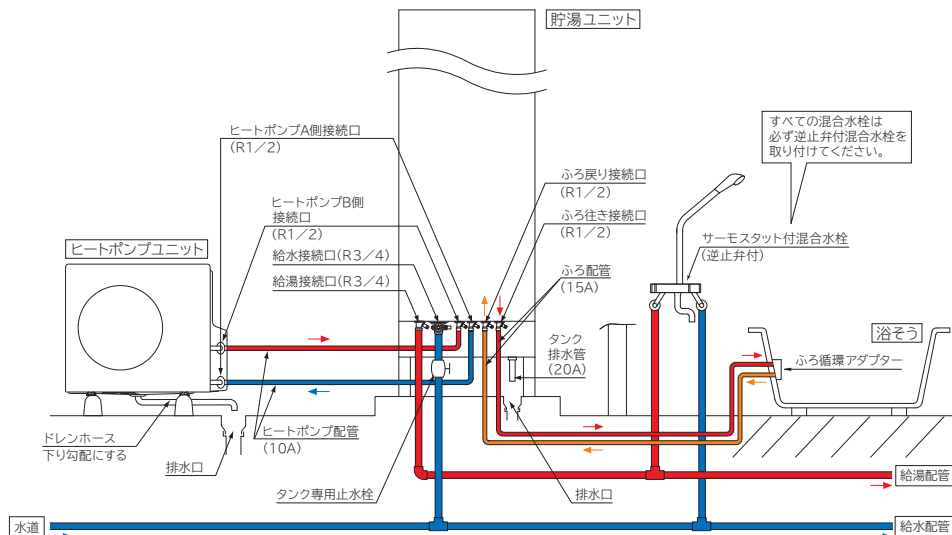 貯湯ユニット
ヒートポンプA側接続口
(R1／2)
すべての混合水栓は
必ず逆止弁付混合水栓を
取り付けてください。
ふろ戻り接続口
(R1／2)
ヒートポンプB側
接続口
(R1／2)
ふろ往き接続口
(R1／2)
ヒートポンプユニット
給水接続口(R3／4)
給湯接続口(R3／4)
サーモスタット付混合水栓
(逆止弁付)
ふろ配管
(15A)
浴そう
タンク
排水管
(20A)
ふろ循環アダプター
ドレンホース
下り勾配にする
ヒートポンプ配管
(10A)
排水口
タンク専用止水栓
排水口
給湯配管
水道
給水配管